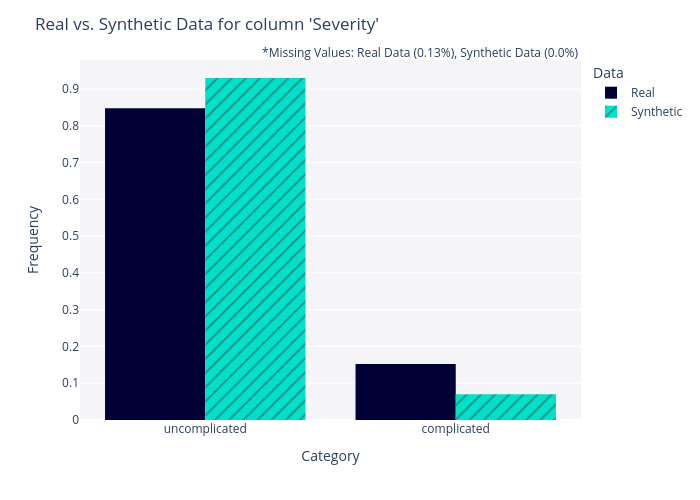 Real vs. Synthetic Data for column 'Severity'
*Missing Values: Real Data (0.13%), Synthetic Data (0.0%)
Data
Real
Synthetic
Frequency
0.9
0.8
0.7
0.6
0.5
0.4
0.3
0.2
0.1
0
uncomplicated
complicated
Category